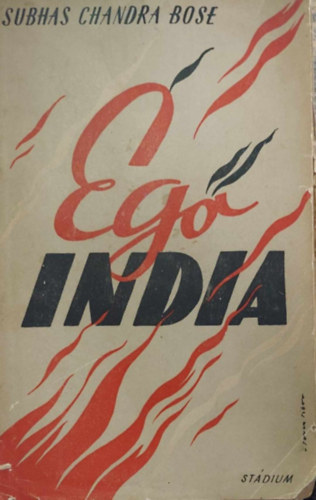 SUBHAS CHANDRA BOSE
Égő
INDIA
STÁDIUM